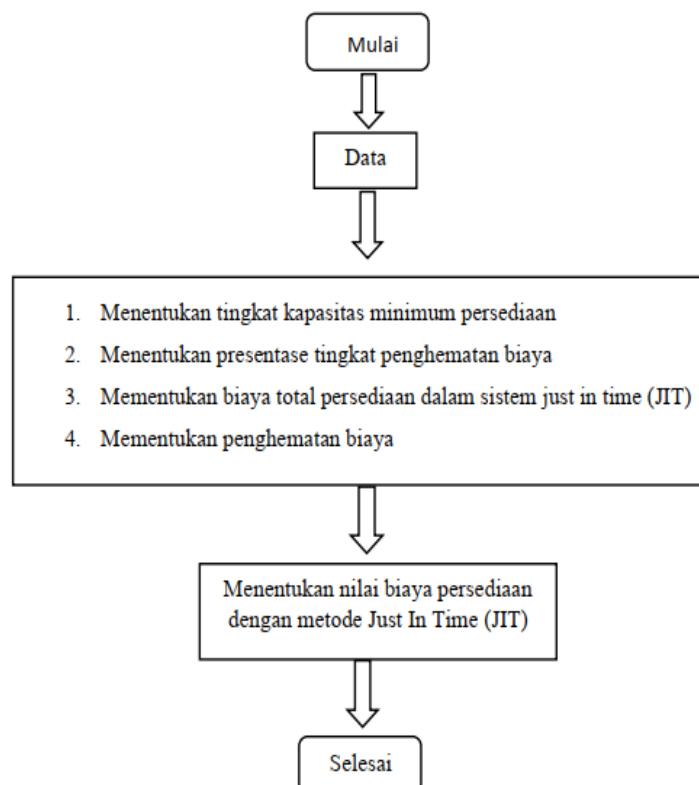 Mulai
Data
1. Menentukan tingkat kapasitas minimum persediaan
2. Menentukan presentase tingkat penghematan biaya
3. Mementukan biaya total persediaan dalam sistem just in time (JIT)
4. Mementukan penghematan biaya
Menentukan nilai biaya persediaan
dengan metode Just In Time (JIT)
Selesai